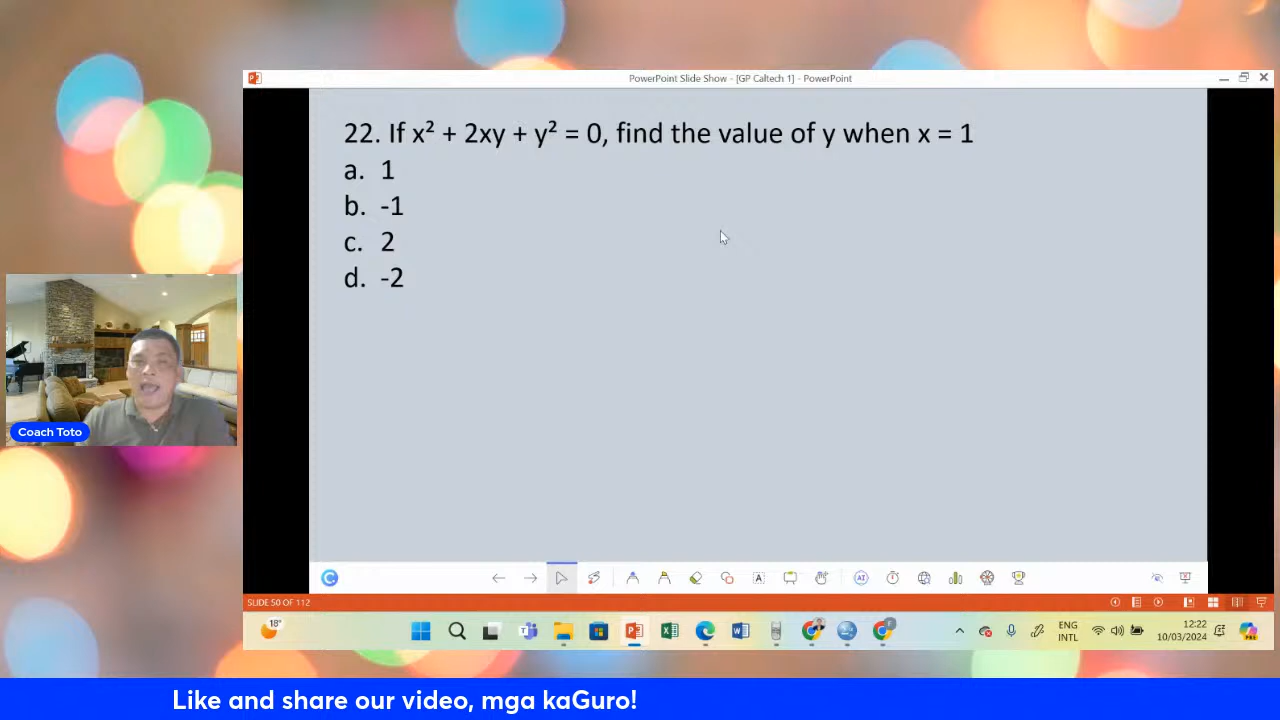 PowerPoint Slide Show - [GP Caltech 1] - PowerPoint
22. If x² + 2xy + y² = 0, find the value of y when x = 1
a. 1
b. -1
c. 2
d. -2
Coach Toto
A
AI
SLIDE 50 OF 112
18°
ENG
INTL
12:22
10/03/2024
Like and share our video, mga kaGuro!